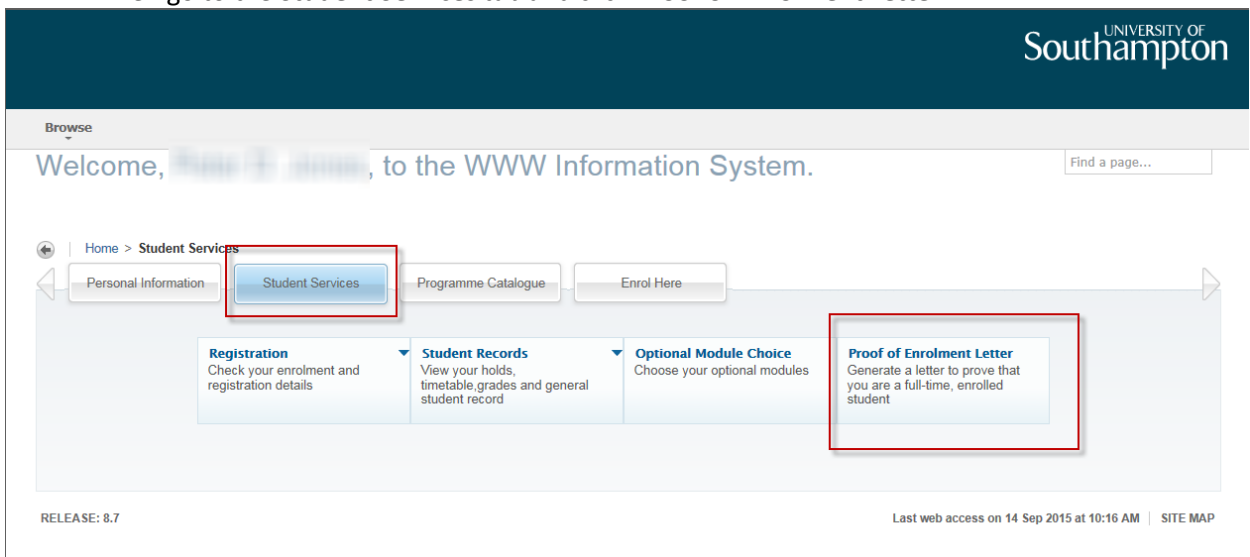 UNIVERSITY OF
Southampton
Browse
Welcome, , to the WWW Information System.
Find a page...
Home > Student Services
Personal Information
Student Services
Programme Catalogue
Enrol Here
Registration
Check your enrolment and
registration details
Student Records
View your holds,
timetable,grades and general
student record
Optional Module Choice
Choose your optional modules
Proof of Enrolment Letter
Generate a letter to prove that
you are a full-time, enrolled
student
RELEASE: 8.7
Last web access on 14 Sep 2015 at 10:16 AM | SITE MAP